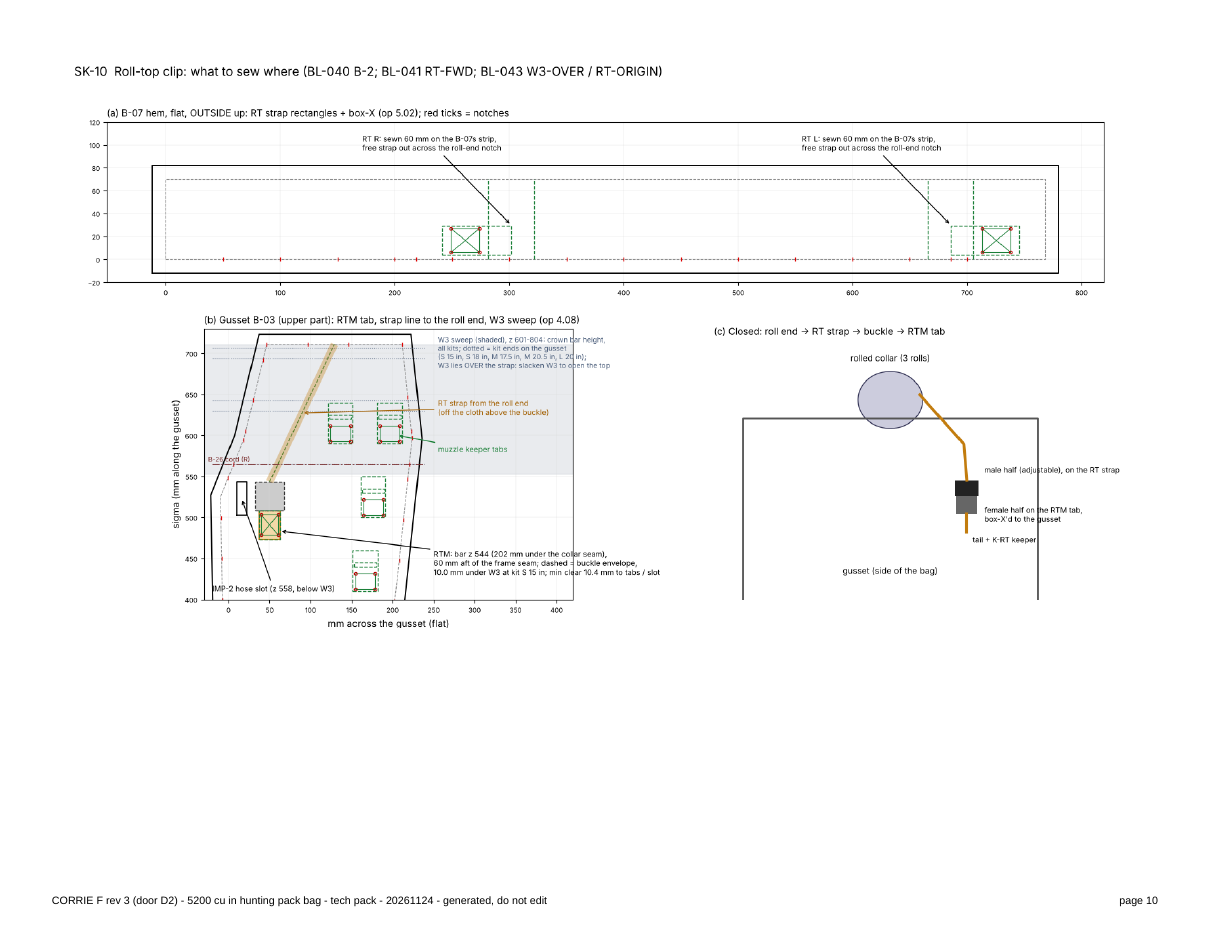 SK-10 Roll-top clip: what to sew where (BL-040 B-2; BL-041 RT-FWD; BL-043 W3-OVER / RT-ORIGIN)
(a) B-07 hem, flat, OUTSIDE up: RT strap rectangles + box-X (op 5.02); red ticks = notches
120
100
80
60
40
20
0
−20
RT R: sewn 60 mm on the B-07s strip,
free strap out across the roll-end notch
RT L: sewn 60 mm on the B-07s strip,
free strap out across the roll-end notch
0
100
200
300
400
500
600
700
800
(b) Gusset B-03 (upper part): RTM tab, strap line to the roll end, W3 sweep (op 4.08)
sigma (mm along the gusset)
700
650
600
550
500
450
400
W3 sweep (shaded), z 601-804: crown bar height,
all kits; dotted = kit ends on the gusset
(S 15 in, S 18 in, M 17.5 in, M 20.5 in, L 20 in);
W3 lies OVER the strap: slacken W3 to open the top
RT strap from the roll end
(off the cloth above the buckle)
muzzle keeper tabs
B-26 cord (R)
RTM: bar z 544 (202 mm under the collar seam),
60 mm aft of the frame seam; dashed = buckle envelope,
10.0 mm under W3 at kit S 15 in; min clear 10.4 mm to tabs / slot
IMP-2 hose slot (z 558, below W3)
0
50
100
150
200
250
300
350
400
mm across the gusset (flat)
(c) Closed: roll end → RT strap → buckle → RTM tab
rolled collar (3 rolls)
male half (adjustable), on the RT strap
female half on the RTM tab,
box-X'd to the gusset
tail + K-RT keeper
gusset (side of the bag)
CORRIE F rev 3 (door D2) - 5200 cu in hunting pack bag - tech pack - 20261124 - generated, do not edit
page 10